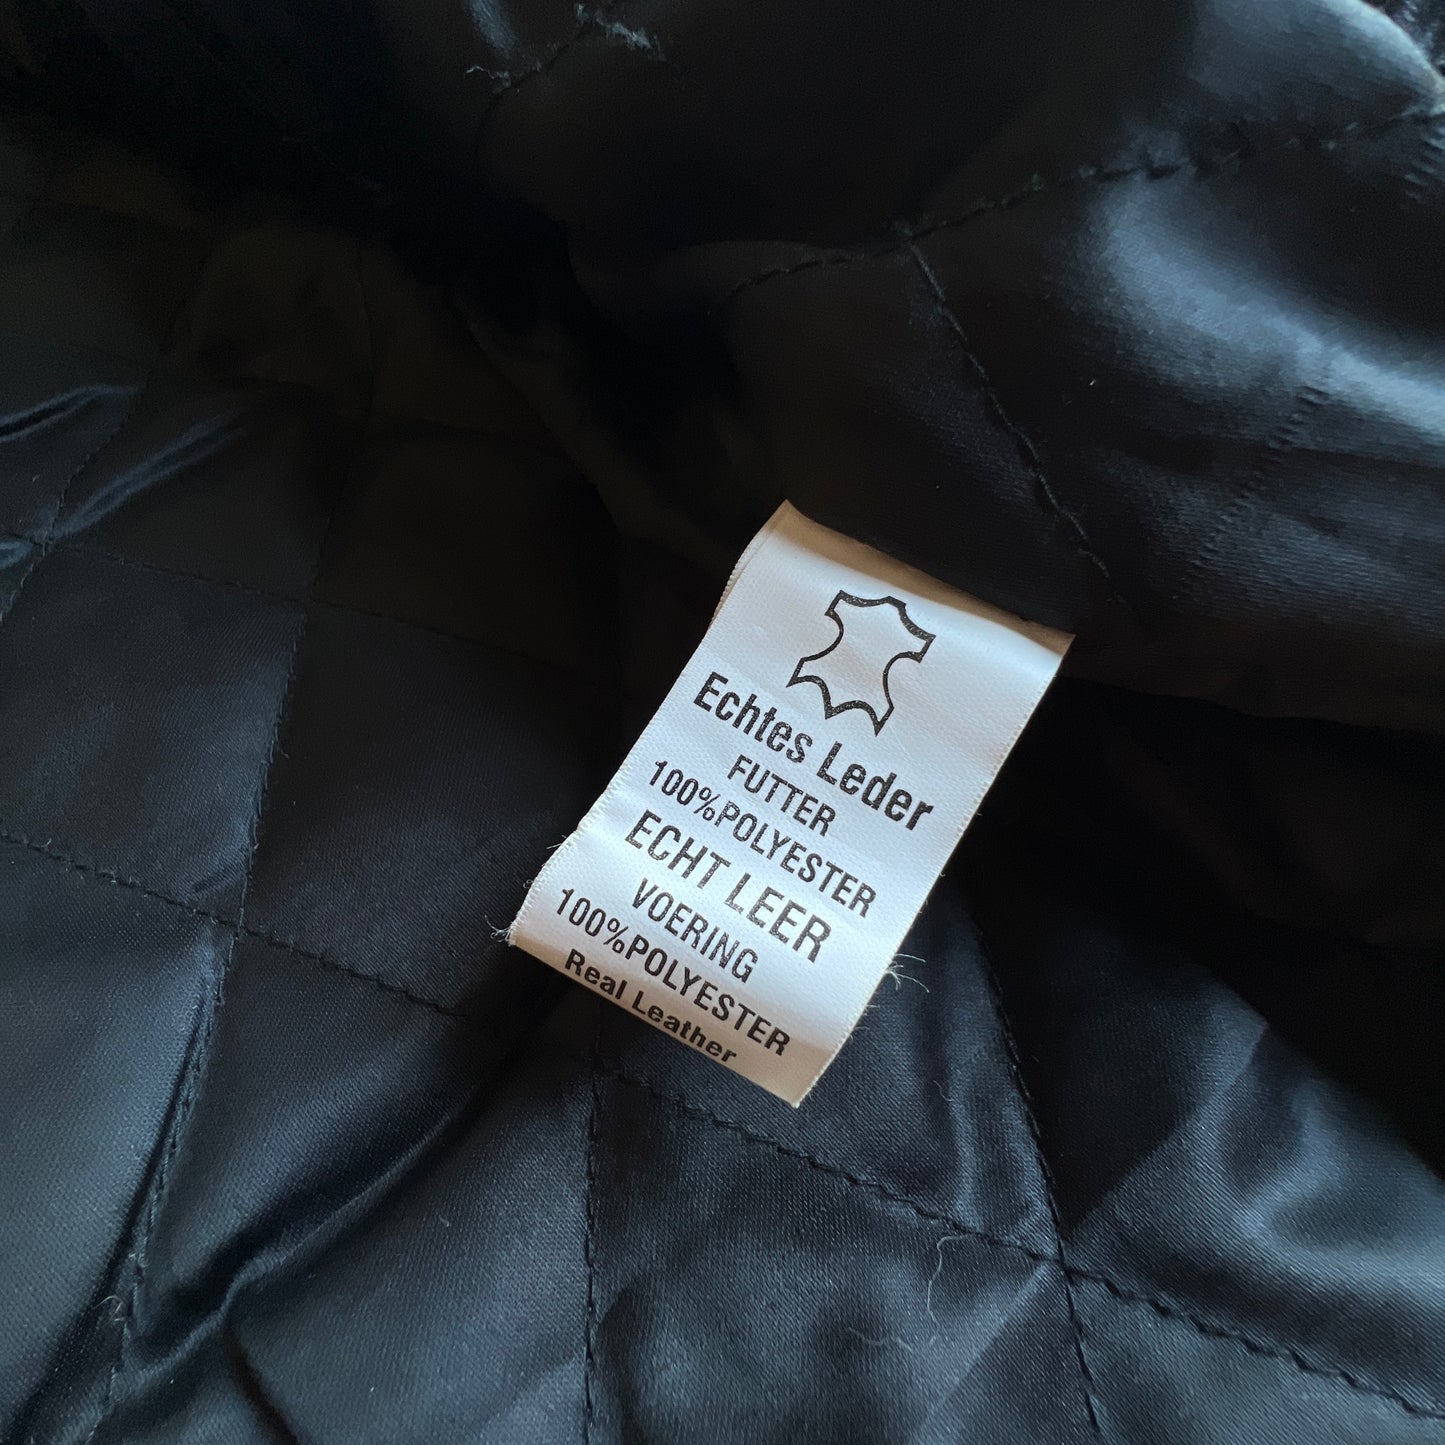 Echtes Leder
FUTTER
100%POLYESTER
ECHT LEER
VOERING
100%POLYESTER
Real Leather